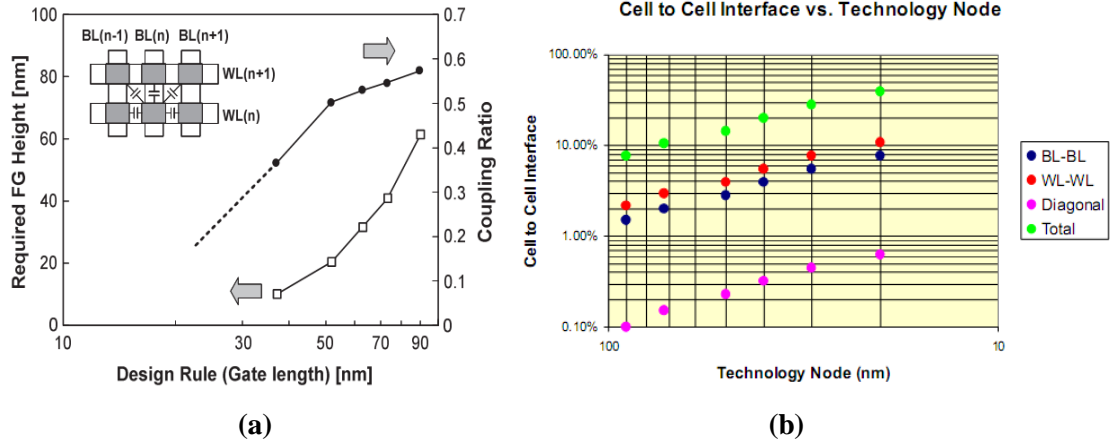 100
80
60
40
20
0
Required FG Height [nm]
BL(n-1) BL(n) BL(n+1)
WL(n+1)
WL(n)
0.7
0.6
0.5
0.4
0.3
0.2
0.1
0
Coupling Ratio
10 30 50 70 90
Design Rule (Gate length) [nm]
(a)
Cell to Cell Interface vs. Technology Node
100.00%
10.00%
1.00%
0.10%
Cell to Cell Interface
100 10
Technology Node (nm)
BL-BL
WL-WL
Diagonal
Total
(b)